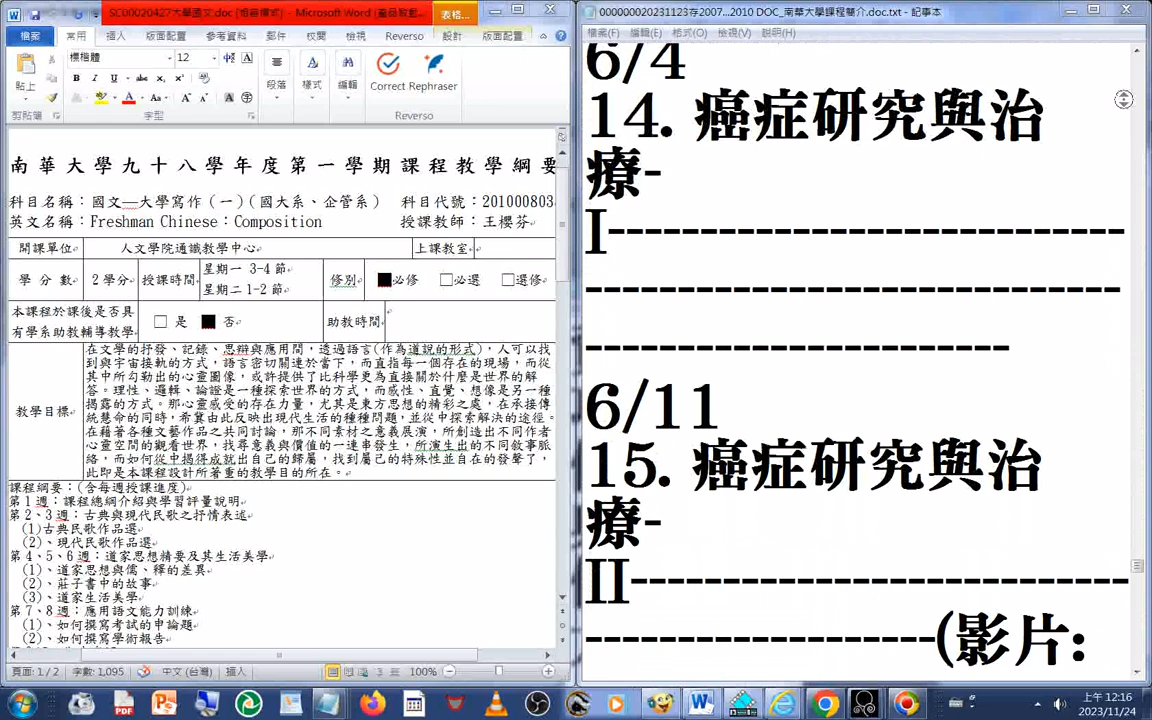 SC00020427大學國文.doc (相容模式) - Microsoft Word (產品啟動...
表格...
檔案 常用 插入 版面配置 參考資料 郵件 校閱 檢視 Reverso 設計 版面配置
標楷體 12
貼上
段落 樣式 編輯
Correct Rephraser
剪貼簿 字型 Reverso
南華大學九十八學年度第一學期課程教學綱要
科目名稱：國文—大學寫作(一)(國大系、企管系) 科目代號：201000803
英文名稱：Freshman Chinese：Composition 授課教師：王櫻芬
開課單位 人文學院通識教學中心 上課教室
學分數 2學分 授課時間 星期一 3-4節 修別 ■必修 □必選 □選修
星期二1-2節
本課程於課後是否具
有學系助教輔導教學 □ 是 ■ 否 助教時間
教學目標
在文學的抒發、記錄、思辯與應用間，透過語言(作為道說的形式)，人可以找
到與宇宙接軌的方式，語言密切關連於當下，而直指每一個存在的現場，而從
其中所勾勒出的心靈圖像，或許提供了比科學更為直接關於什麼是世界的解
答。理性、邏輯、論證是一種探索世界的方式，而感性、直覺、想像是另一種
揭露的方式。那心靈感受的存在力量，尤其是東方思想的精彩之處，在承接傳
統慧命的同時，希冀由此反映出現代生活的種種問題，並從中探索解決的途徑。
在藉著各種文藝作品之共同討論，那不同素材之意義展演，所創造出不同作者
心靈苦悶的觀看世界，找尋意義與價值的一連串發生，所演生出的不同敘事脈
絡，而如何從中揭得成就出自己的歸屬，找到屬己的特殊性並自在的發聲了，
此即是本課程設計所著重的教學目的所在。
課程綱要：(含每週授課進度)
第1週：課程總綱介紹與學習評量說明
第2、3週：古典與現代民歌之抒情表述
(1)古典民歌作品選
(2)、現代民歌作品選
第4、5、6週：道家思想精要及其生活美學
(1)、道家思想與儒、釋的差異
(2)、莊子書中的故事
(3)、道家生活美學
第7、8週：應用語文能力訓練
(1)、如何撰寫考試的申論題
(2)、如何撰寫學術報告
頁面: 1/2 字數: 1,095 中文 (台灣) 插入 100%
000000020231123存2007...2010 DOC_南華大學課程簡介.doc.txt - 記事本
檔案(F) 編輯(E) 格式(O) 檢視(V) 說明(H)
6/4
14. 癌症研究與治
療-
I----------------------------
-----------------------------
-----------------------
6/11
15. 癌症研究與治
療-
II---------------------------
-------------------(影片:
上午 12:16
2023/11/24